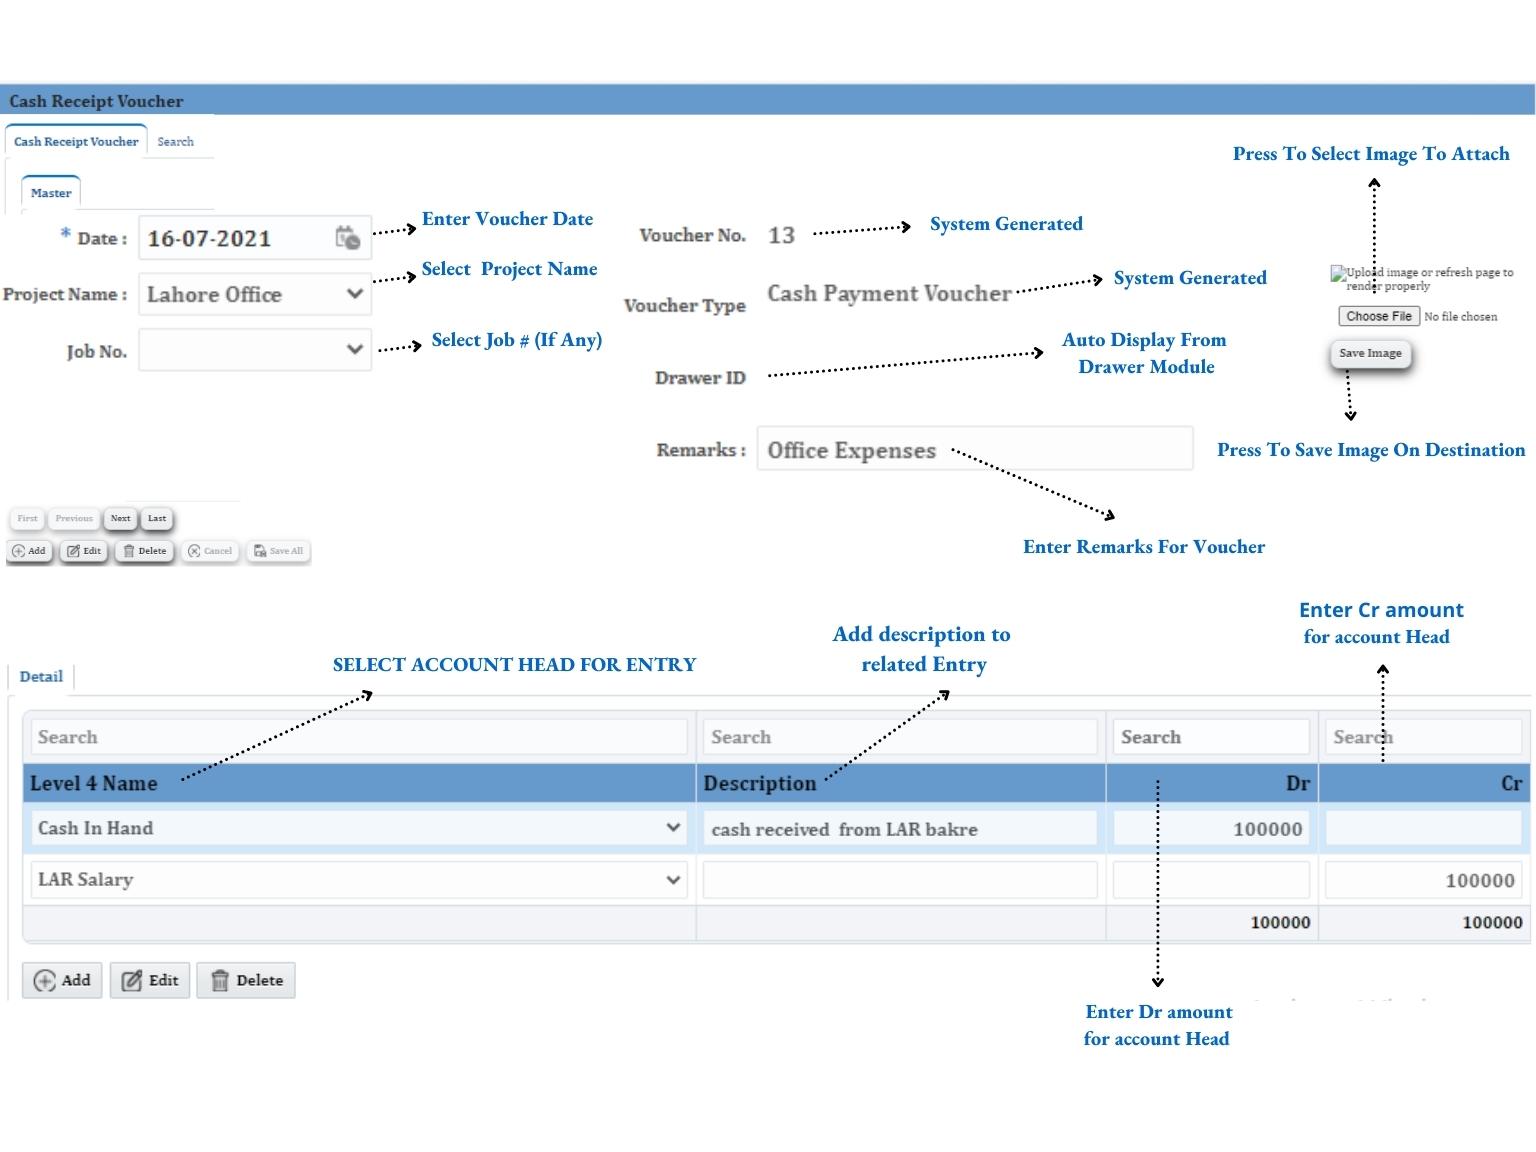 Cash Receipt Voucher
Cash Receipt Voucher Search
Master
* Date : 16-07-2021 Enter Voucher Date
Project Name : Lahore Office Select Project Name
Job No. Select Job # (If Any)
Voucher No. 13 System Generated
Voucher Type Cash Payment Voucher System Generated
Drawer ID Auto Display From
Drawer Module
Remarks : Office Expenses
Enter Remarks For Voucher
Press To Select Image To Attach
Upload image or refresh page to
render properly
Choose File No file chosen
Save Image
Press To Save Image On Destination
First Previous Next Last
Add Edit Delete Cancel Save All
Detail
SELECT ACCOUNT HEAD FOR ENTRY
Add description to
related Entry
Enter Cr amount
for account Head
Search Search Search Search
Level 4 Name Description Dr Cr
Cash In Hand cash received from LAR bakre 100000
LAR Salary 100000
100000 100000
Add Edit Delete
Enter Dr amount
for account Head